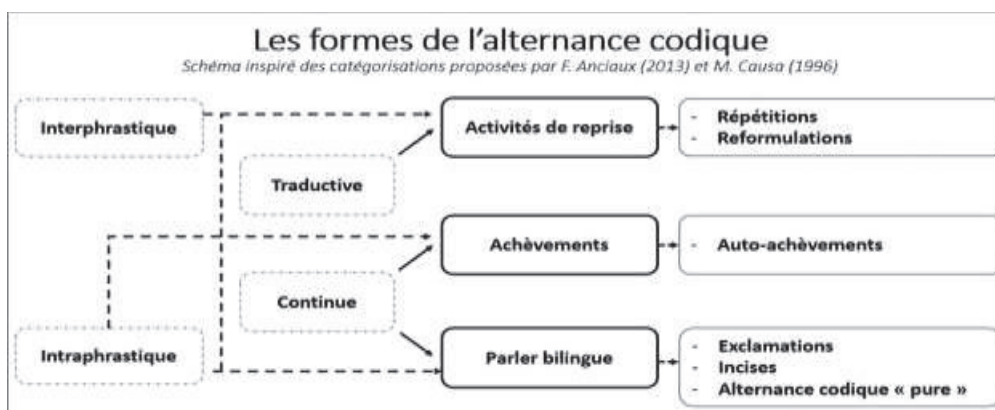 Les formes de l'alternance codique
Schéma inspiré des catégorisations proposées par F. Anciaux (2013) et M. Causa (1996)
Interphrastique
Activités de reprise
- Répétitions
- Reformulations
Traductive
Achèvements
- Auto-achèvements
Continue
Intraphrastique
Parler bilingue
- Exclamations
- Incises
- Alternance codique « pure »